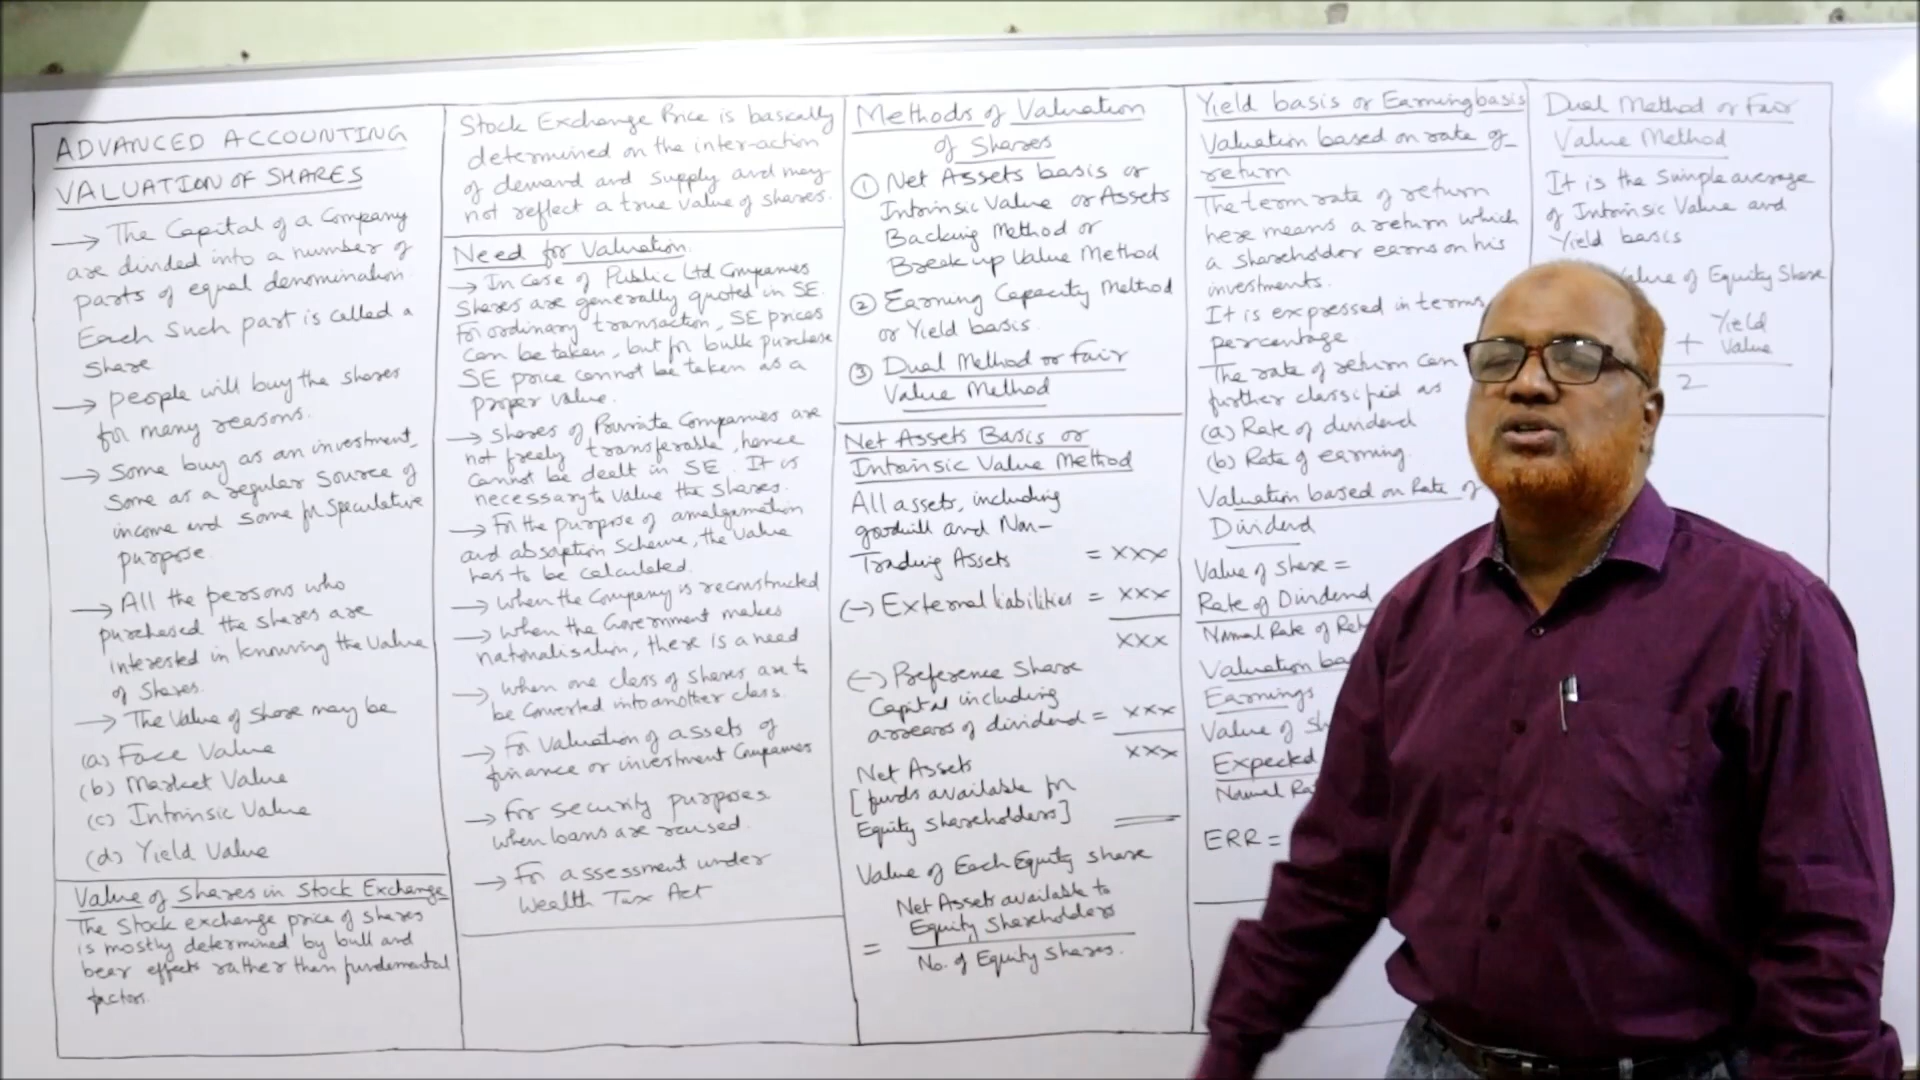 ADVANCED ACCOUNTING
VALUATION OF SHARES
→ The Capital of a Company
are divided into a number of
parts of equal denomination
Each such part is called a
share
→ people will buy the shares
for many reasons.
→ Some buy as an investment,
some as a regular source of
income and some for speculative
purpose.
→ All the persons who
purchased the shares are
interested in knowing the value
of shares.
→ The value of share may be
(a) Face Value
(b) Market Value
(c) Intrinsic Value
(d) Yield Value
Value of Shares in Stock Exchange
The stock exchange price of shares
is mostly determined by bull and
bear effects rather than fundamental
factors.
Stock Exchange Price is basically
determined on the inter-action
of demand and supply and may
not reflect a true value of shares.
Need for Valuation
→ In case of Public Ltd Companies
shares are generally quoted in SE.
For ordinary transaction, SE prices
can be taken, but for bulk purchase
SE price cannot be taken as a
proper value.
→ Shares of Private Companies are
not freely transferable, hence
cannot be dealt in SE. It is
necessary to value the shares.
→ For the purpose of amalgamation
and absorption scheme, the value
has to be calculated.
→ When the Company is reconstructed
→ When the Government makes
nationalisation, there is a need
→ When one class of shares are to
be converted into another class.
→ For valuation of assets of
finance or investment Companies
→ For security purposes
when loans are
→ For assessment under
Wealth Tax Act
Methods of Valuation
of Shares
① Net Assets basis or
Intrinsic Value or Assets
Backing Method or
Break up Value Method
② Earning Capacity Method
or Yield basis.
③ Dual Method or Fair
Value Method
Net Assets Basis or
Intrinsic Value Method
All assets, including
goodwill and Non-
Trading Assets = xxx
(-) External liabilities = xxx
xxx
(-) Preference Share
Capital including
arrears of dividend = xxx
xxx
Net Assets
[funds available for
Equity shareholders]
Value of Each Equity share
Net Assets available to
Equity Shareholders
=
No. of Equity Shares.
Yield basis or Earning basis
Valuation based on rate of
return
The term rate of return
here means a return which
a shareholder earns on his
investments.
It is expressed in terms
percentage
The rate of return can
further classified as
(a) Rate of dividend
(b) Rate of earning.
Valuation based on Rate of
Dividend
Value of share =
Rate of Dividend
Normal Rate of
Valuation
Earnings
Value of
Expected
Normal
ERR =
Dual Method or Fair
Value Method
It is the simple average
of Intrinsic Value and
Yield basis
Value of Equity Share
+ Yield
Value
2